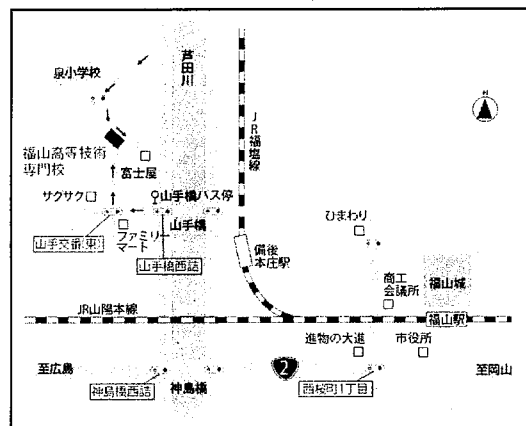 泉小学校
芦田川
JR福塩線
N
福山高等技術
専門校
富士屋
サクサク
山手橋バス停
山手橋
ファミリー
マート
山手交番(東)
山手橋西詰
備後
本庄駅
ひまわり
商工
会議所
福山城
JR山陽本線
福山駅
進物の大進
市役所
至広島
神島橋西詰
神島橋
2
西桜町1丁目
至岡山